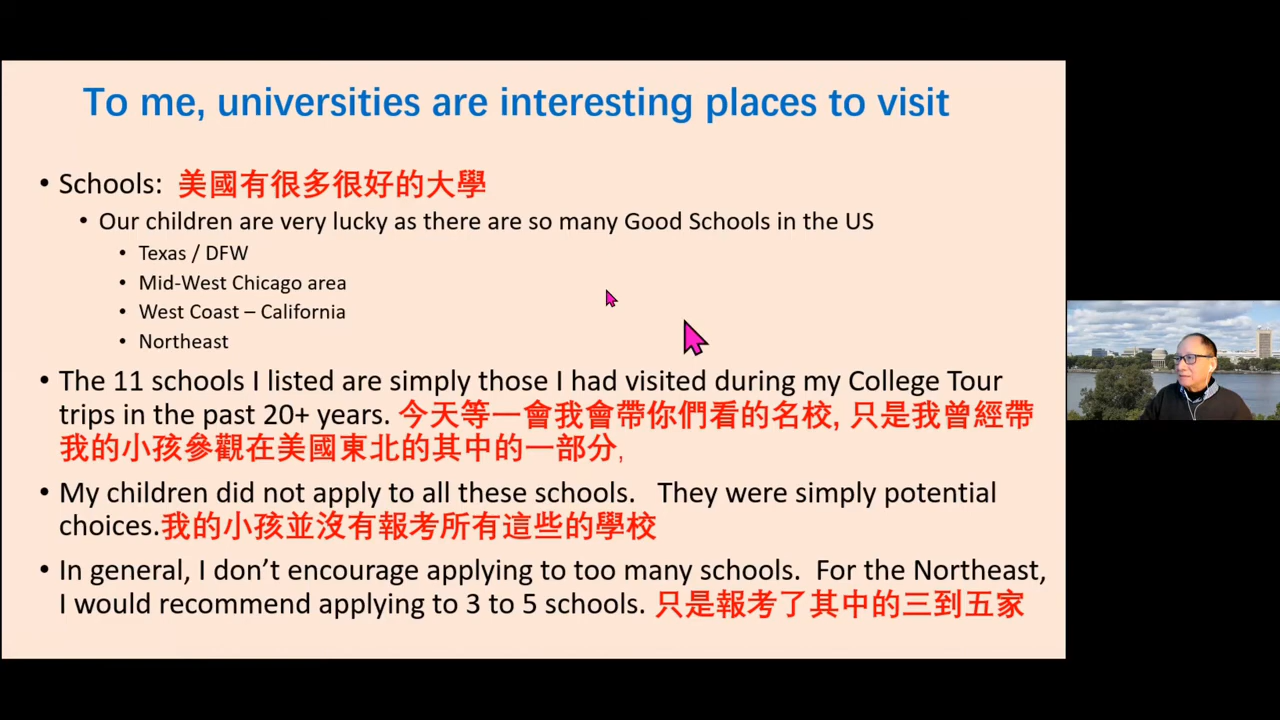 To me, universities are interesting places to visit
• Schools: 美國有很多很好的大學
• Our children are very lucky as there are so many Good Schools in the US
• Texas / DFW
• Mid-West Chicago area
• West Coast – California
• Northeast
• The 11 schools I listed are simply those I had visited during my College Tour
trips in the past 20+ years. 今天等一會我會帶你們看的名校, 只是我曾經帶
我的小孩參觀在美國東北的其中的一部分,
• My children did not apply to all these schools. They were simply potential
choices.我的小孩並沒有報考所有這些的學校
• In general, I don’t encourage applying to too many schools. For the Northeast,
I would recommend applying to 3 to 5 schools. 只是報考了其中的三到五家